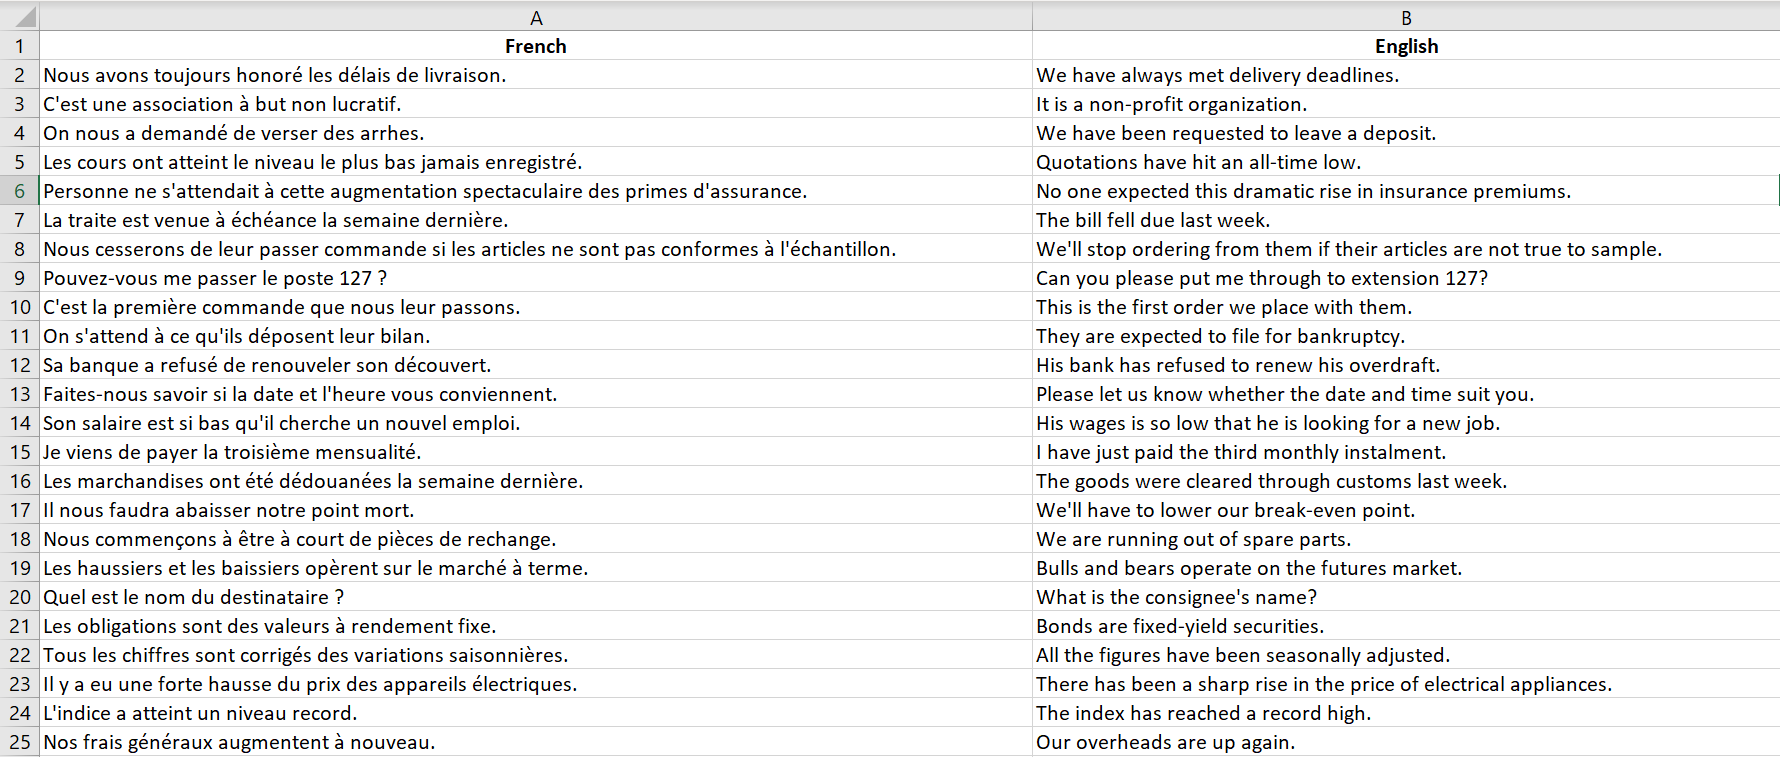 A B
1 French English
2 Nous avons toujours honoré les délais de livraison. We have always met delivery deadlines.
3 C'est une association à but non lucratif. It is a non-profit organization.
4 On nous a demandé de verser des arrhes. We have been requested to leave a deposit.
5 Les cours ont atteint le niveau le plus bas jamais enregistré. Quotations have hit an all-time low.
6 Personne ne s'attendait à cette augmentation spectaculaire des primes d'assurance. No one expected this dramatic rise in insurance premiums.
7 La traite est venue à échéance la semaine dernière. The bill fell due last week.
8 Nous cesserons de leur passer commande si les articles ne sont pas conformes à l'échantillon. We'll stop ordering from them if their articles are not true to sample.
9 Pouvez-vous me passer le poste 127 ? Can you please put me through to extension 127?
10 C'est la première commande que nous leur passons. This is the first order we place with them.
11 On s'attend à ce qu'ils déposent leur bilan. They are expected to file for bankruptcy.
12 Sa banque a refusé de renouveler son découvert. His bank has refused to renew his overdraft.
13 Faites-nous savoir si la date et l'heure vous conviennent. Please let us know whether the date and time suit you.
14 Son salaire est si bas qu'il cherche un nouvel emploi. His wages is so low that he is looking for a new job.
15 Je viens de payer la troisième mensualité. I have just paid the third monthly instalment.
16 Les marchandises ont été dédouanées la semaine dernière. The goods were cleared through customs last week.
17 Il nous faudra abaisser notre point mort. We'll have to lower our break-even point.
18 Nous commençons à être à court de pièces de rechange. We are running out of spare parts.
19 Les haussiers et les baissiers opèrent sur le marché à terme. Bulls and bears operate on the futures market.
20 Quel est le nom du destinataire ? What is the consignee's name?
21 Les obligations sont des valeurs à rendement fixe. Bonds are fixed-yield securities.
22 Tous les chiffres sont corrigés des variations saisonnières. All the figures have been seasonally adjusted.
23 Il y a eu une forte hausse du prix des appareils électriques. There has been a sharp rise in the price of electrical appliances.
24 L'indice a atteint un niveau record. The index has reached a record high.
25 Nos frais généraux augmentent à nouveau. Our overheads are up again.